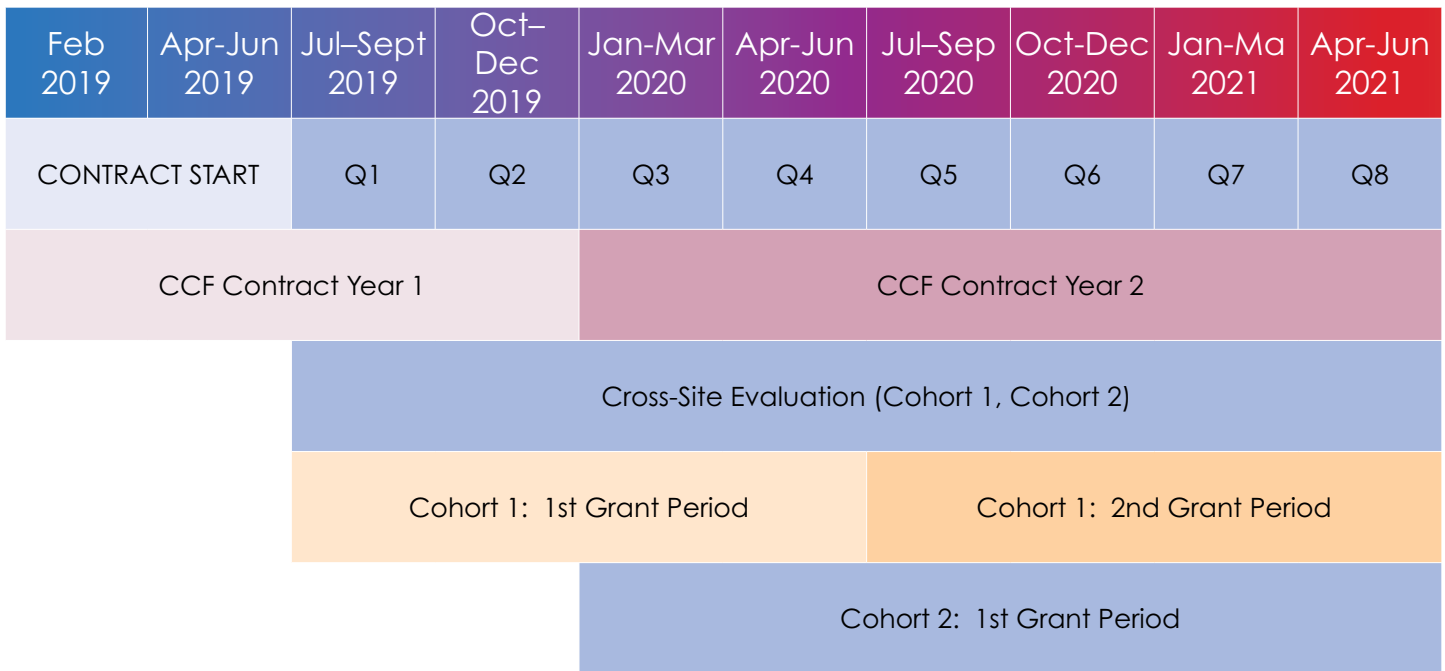 Feb
2019
Apr-Jun
2019
Jul–Sept
2019
Oct–
Dec
2019
Jan-Mar
2020
Apr-Jun
2020
Jul–Sep
2020
Oct-Dec
2020
Jan-Ma
2021
Apr-Jun
2021
CONTRACT START
Q1
Q2
Q3
Q4
Q5
Q6
Q7
Q8
CCF Contract Year 1
CCF Contract Year 2
Cross-Site Evaluation (Cohort 1, Cohort 2)
Cohort 1:  1st Grant Period
Cohort 1:  2nd Grant Period
Cohort 2:  1st Grant Period